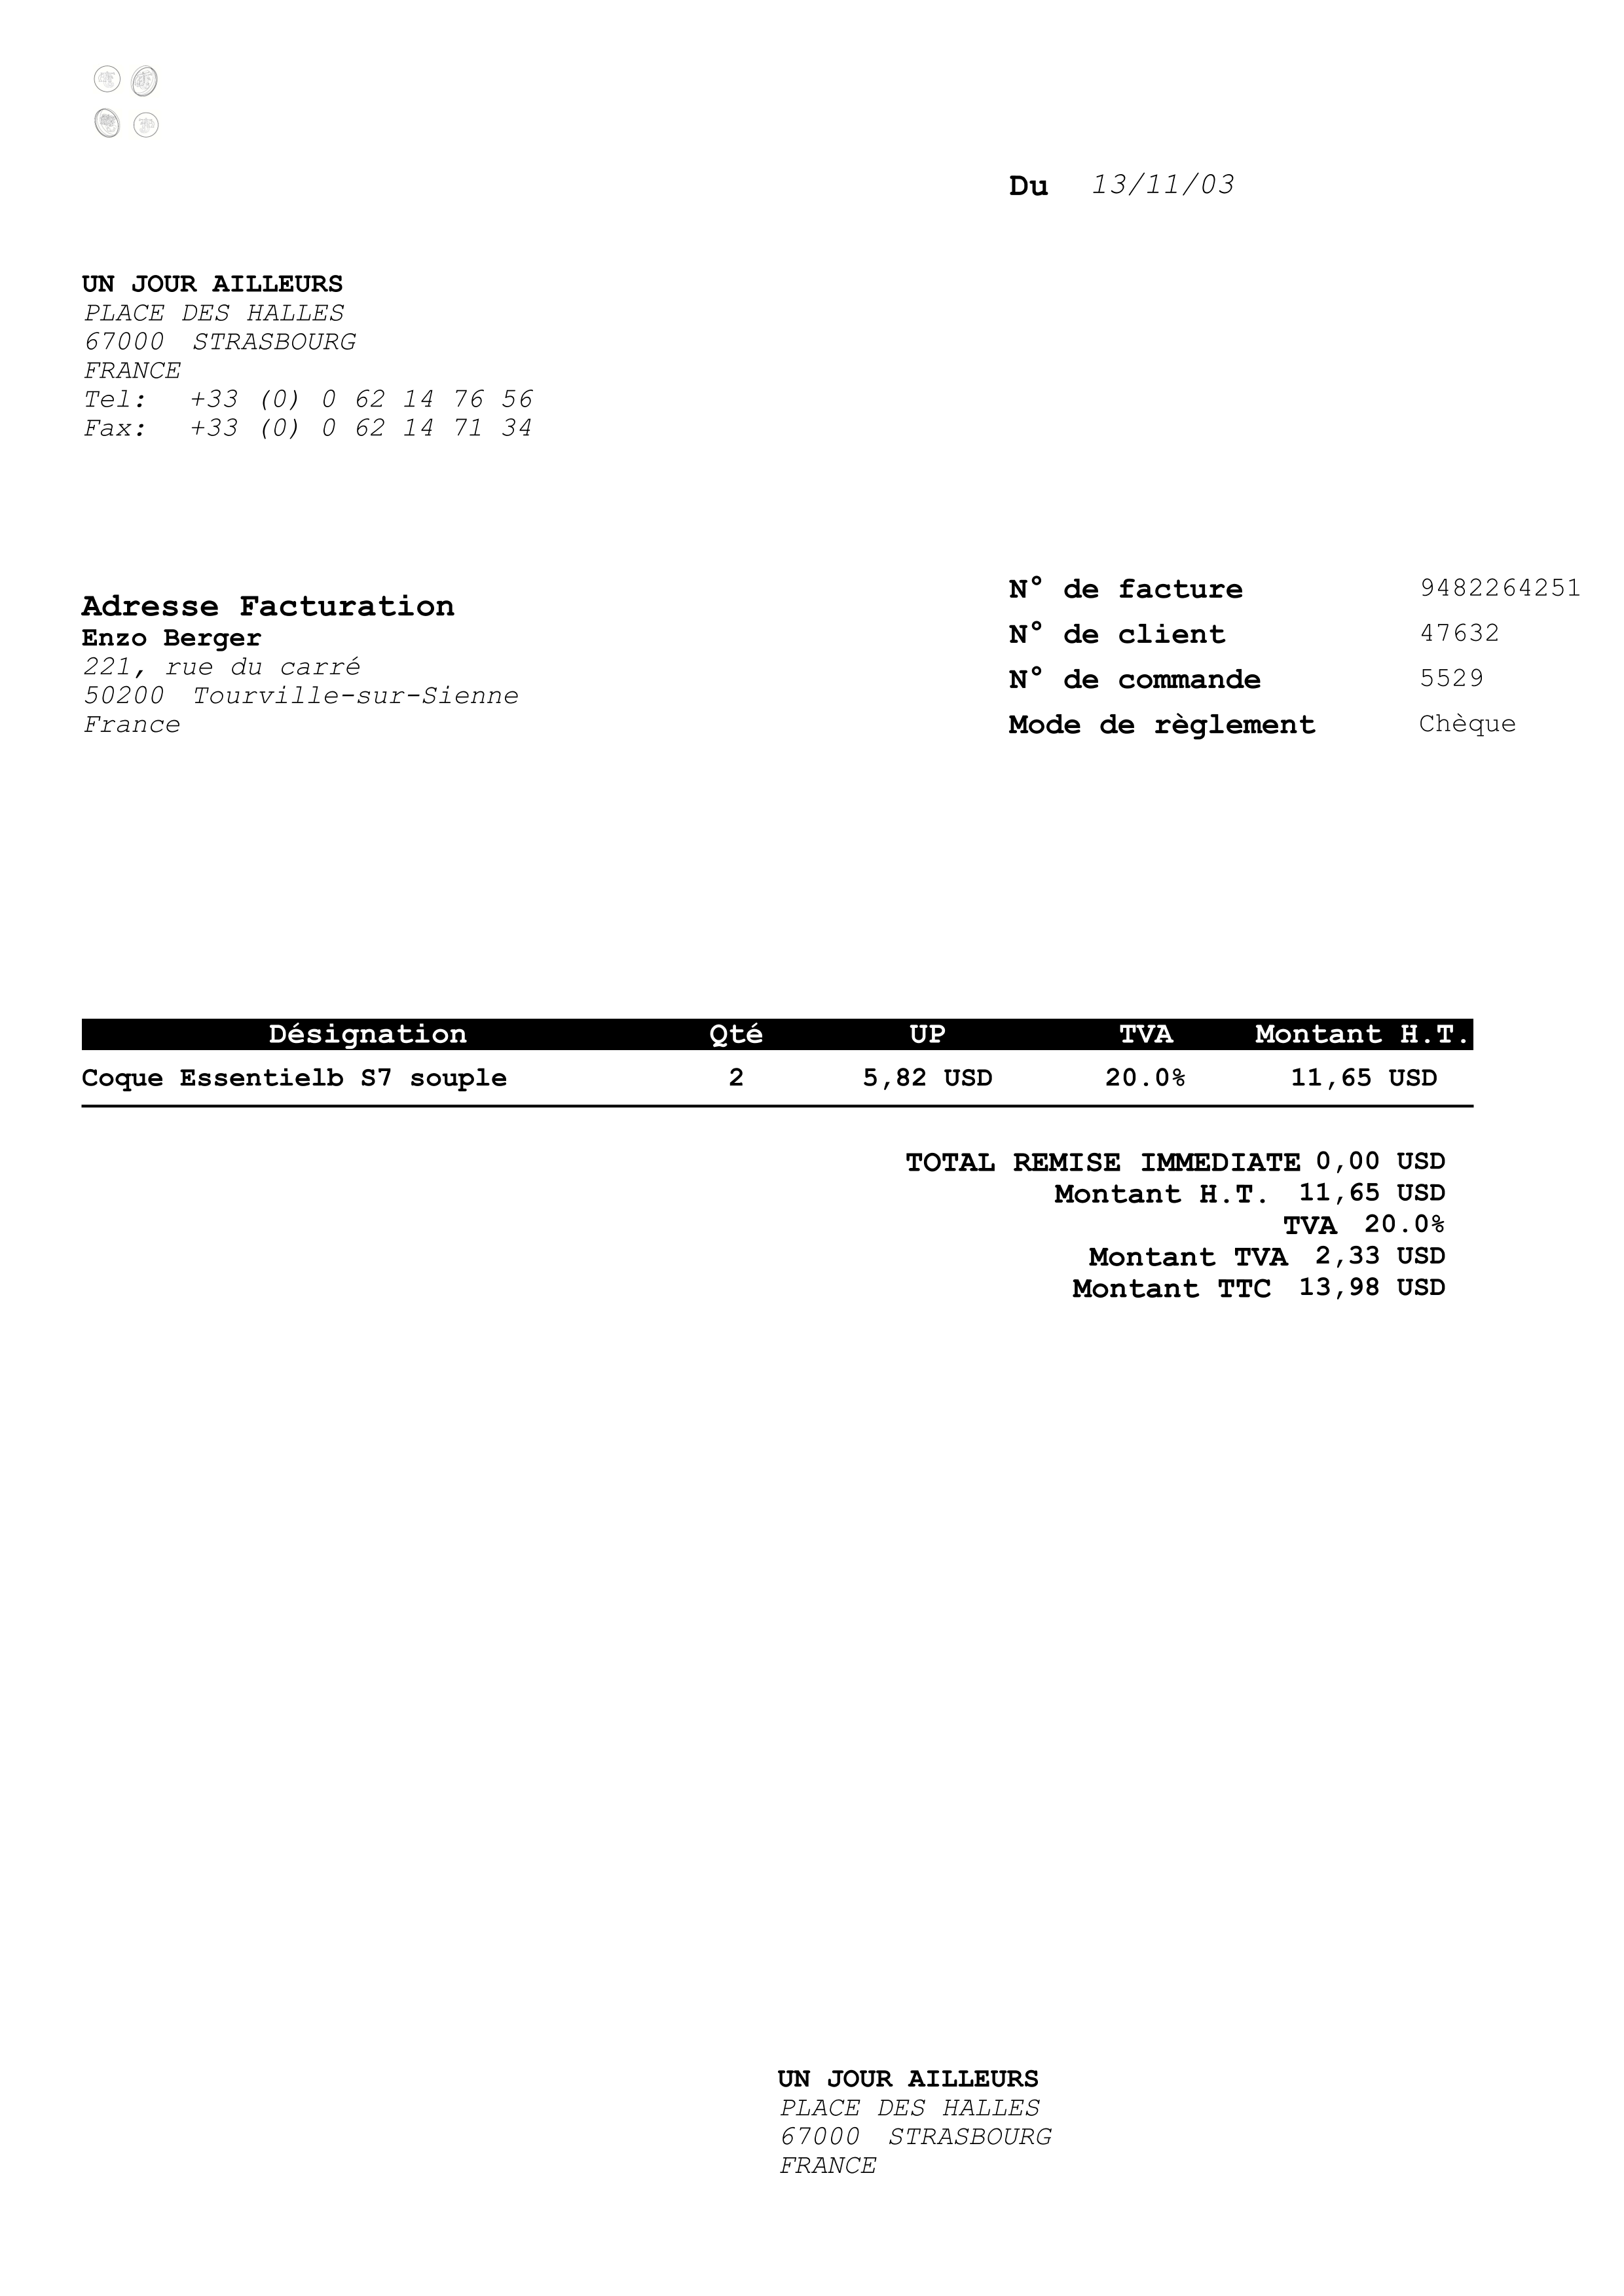 Du 13/11/03
UN JOUR AILLEURS
PLACE DES HALLES
67000 STRASBOURG
FRANCE
Tel: +33 (0) 0 62 14 76 56
Fax: +33 (0) 0 62 14 71 34
Adresse Facturation
Enzo Berger
221, rue du carré
50200 Tourville-sur-Sienne
France
N° de facture 9482264251
N° de client 47632
N° de commande 5529
Mode de règlement Chèque
Désignation Qté UP TVA Montant H.T.
Coque Essentielb S7 souple 2 5,82 USD 20.0% 11,65 USD
TOTAL REMISE IMMEDIATE 0,00 USD
Montant H.T. 11,65 USD
TVA 20.0%
Montant TVA 2,33 USD
Montant TTC 13,98 USD
UN JOUR AILLEURS
PLACE DES HALLES
67000 STRASBOURG
FRANCE